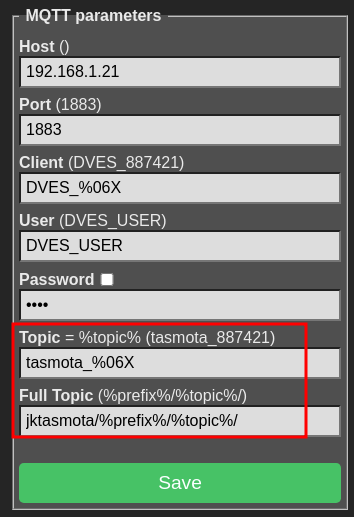 MQTT parameters
Host ()
192.168.1.21
Port (1883)
1883
Client (DVES_887421)
DVES_%06X
User (DVES_USER)
DVES_USER
Password
••••
Topic = %topic% (tasmota_887421)
tasmota_%06X
Full Topic (%prefix%/%topic%/)
jktasmota/%prefix%/%topic%/
Save